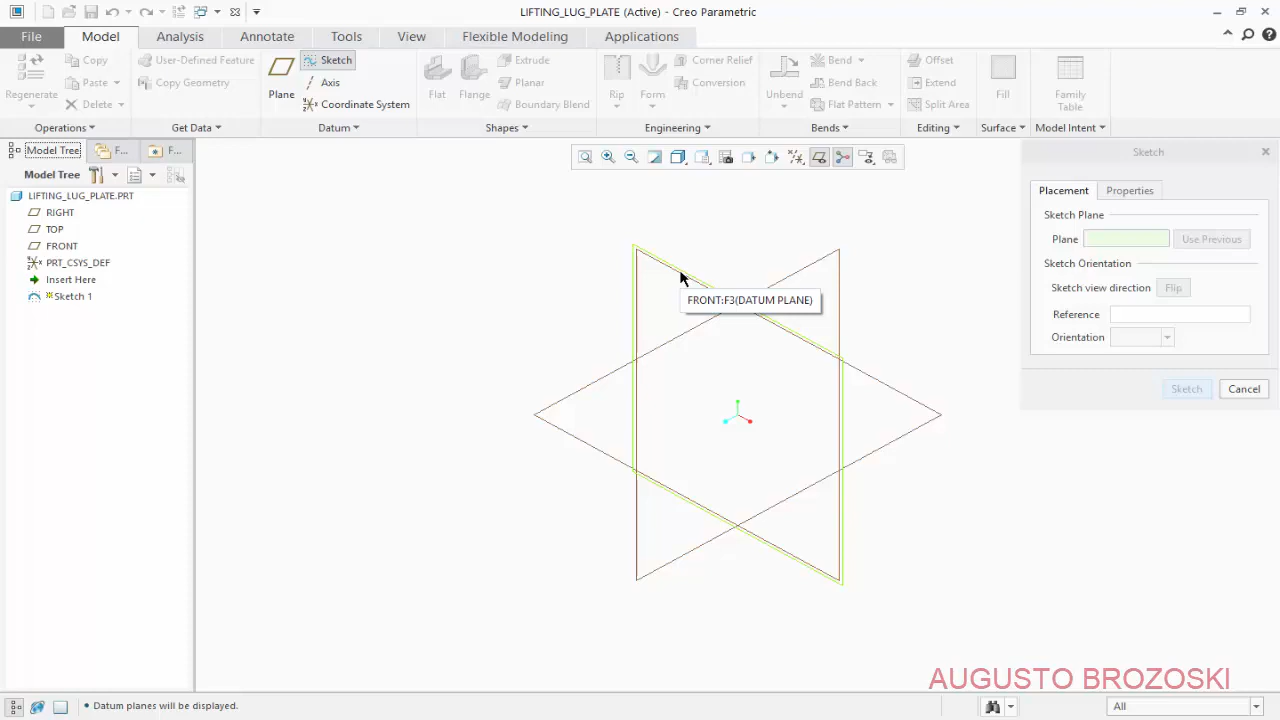 LIFTING_LUG_PLATE (Active) - Creo Parametric
File Model Analysis Annotate Tools View Flexible Modeling Applications
Regenerate Copy Paste Delete
User-Defined Feature Copy Geometry
Plane Sketch Axis Coordinate System
Flat Flange Extrude Planar Boundary Blend
Rip Form Corner Relief Conversion
Unbend Bend Bend Back Flat Pattern
Offset Extend Split Area
Fill
Family Table
Operations Get Data Datum Shapes Engineering Bends Editing Surface Model Intent
Model Tree F... F...
Model Tree
LIFTING_LUG_PLATE.PRT
RIGHT
TOP
FRONT
PRT_CSYS_DEF
Insert Here
Sketch 1
FRONT:F3(DATUM PLANE)
Sketch
Placement Properties
Sketch Plane
Plane Use Previous
Sketch Orientation
Sketch view direction Flip
Reference
Orientation
Sketch Cancel
AUGUSTO BROZOSKI
Datum planes will be displayed.
All